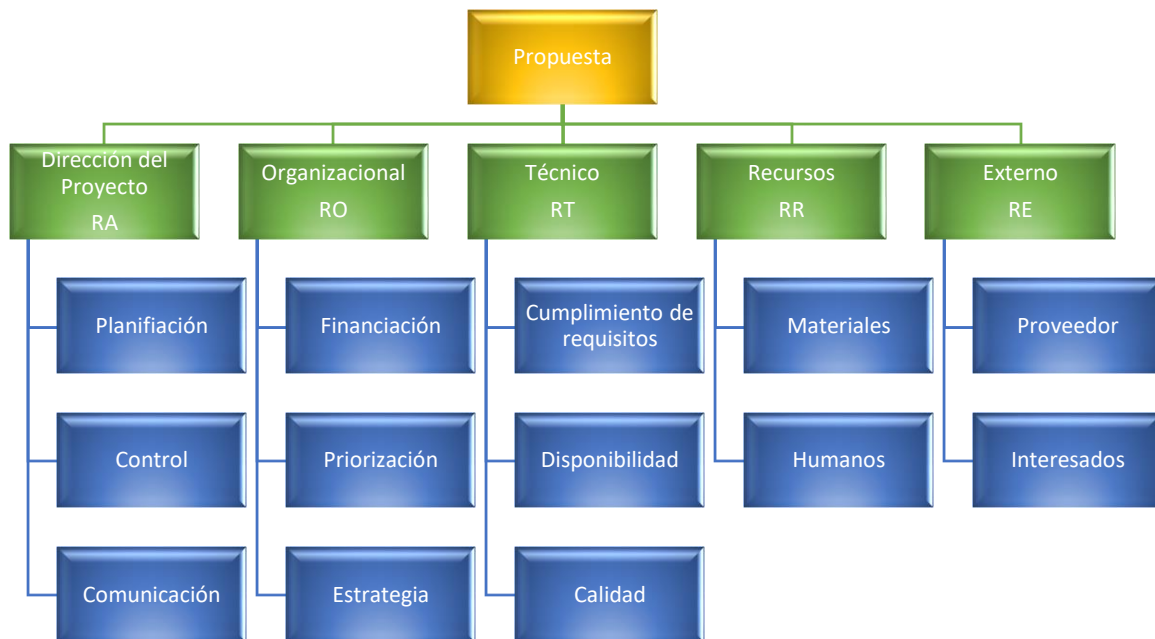 Propuesta
Dirección del
Proyecto
RA
Organizacional
RO
Técnico
RT
Recursos
RR
Externo
RE
Planifiación
Financiación
Cumplimiento de
requisitos
Materiales
Proveedor
Control
Priorización
Disponibilidad
Humanos
Interesados
Comunicación
Estrategia
Calidad